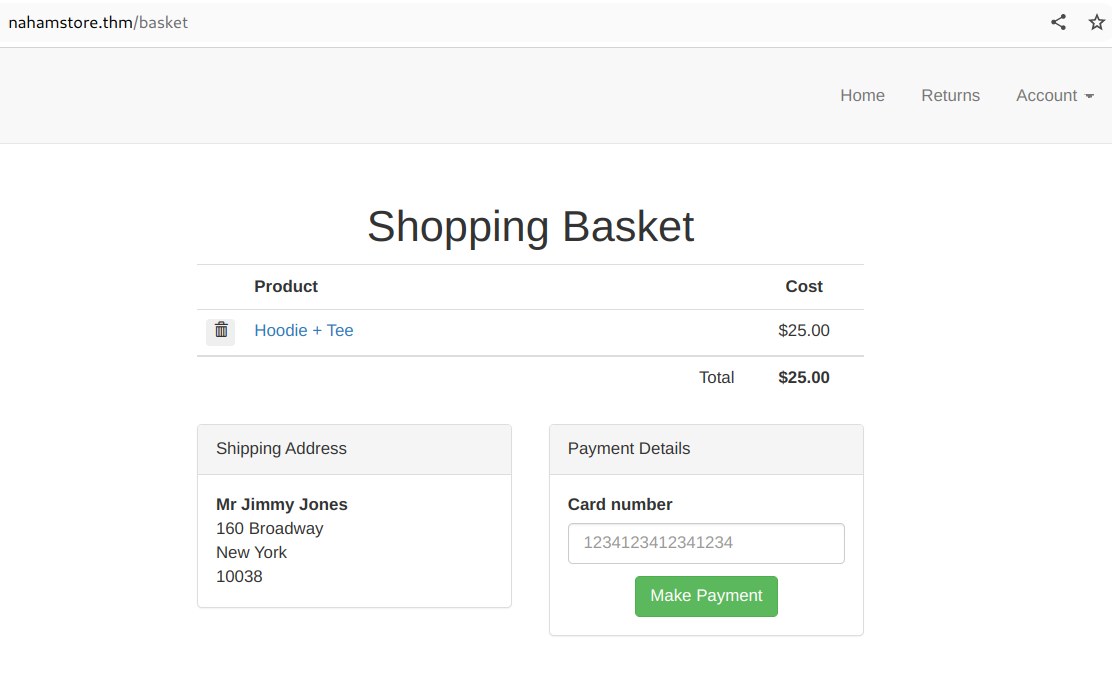 nahamstore.thm/basket
Home Returns Account
Shopping Basket
Product Cost
Hoodie + Tee $25.00
Total $25.00
Shipping Address
Mr Jimmy Jones
160 Broadway
New York
10038
Payment Details
Card number
1234123412341234
Make Payment